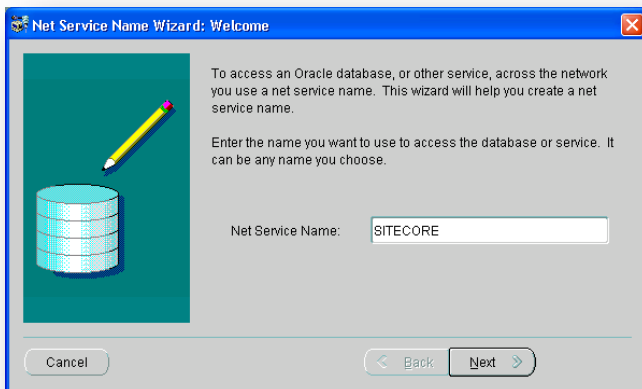 Net Service Name Wizard: Welcome
To access an Oracle database, or other service, across the network
you use a net service name.  This wizard will help you create a net
service name.
Enter the name you want to use to access the database or service.  It
can be any name you choose.
Net Service Name: SITECORE
Cancel Back Next